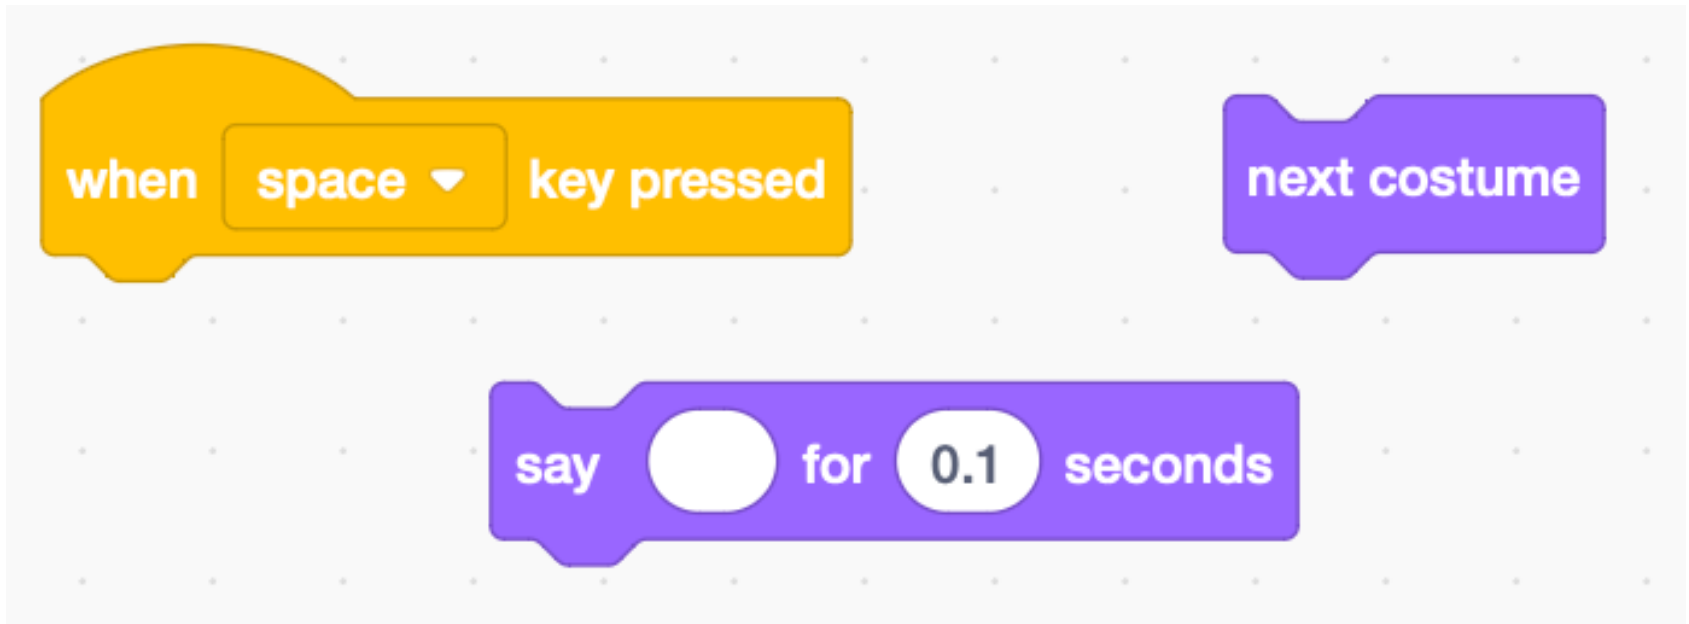 when space key pressed
next costume
say for 0.1 seconds